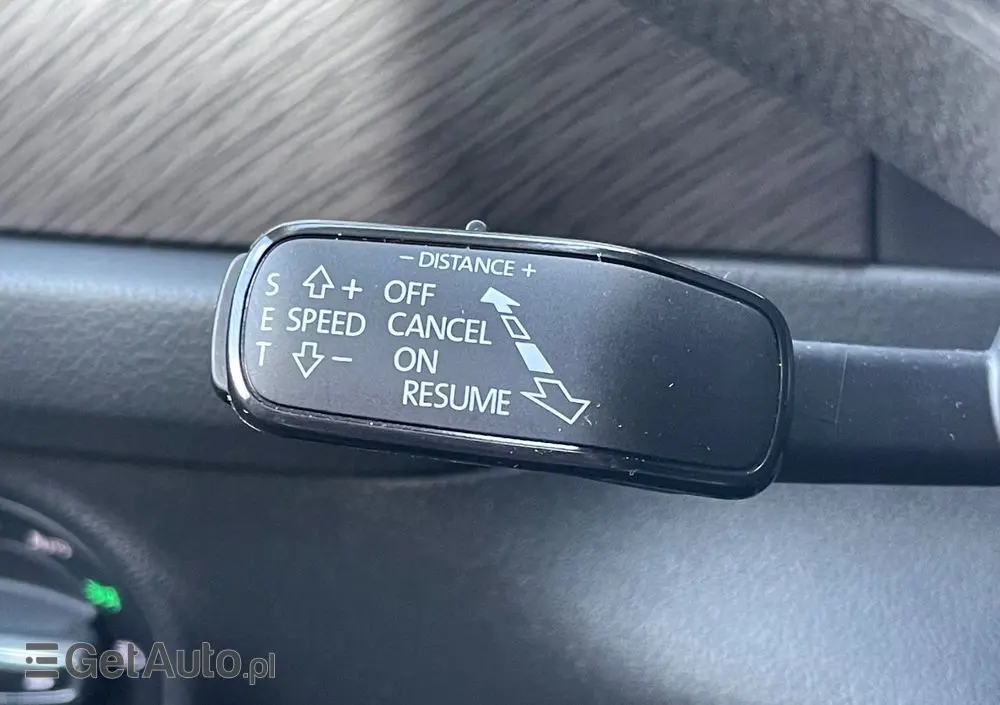 – DISTANCE +
S + OFF
E SPEED CANCEL
T – ON
RESUME
GetAuto.pl